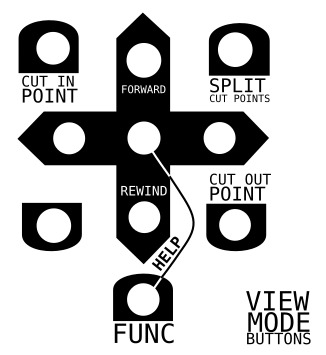 CUT IN
POINT
FORWARD
SPLIT
CUT POINTS
REWIND
CUT OUT
POINT
HELP
FUNC
VIEW
MODE
BUTTONS